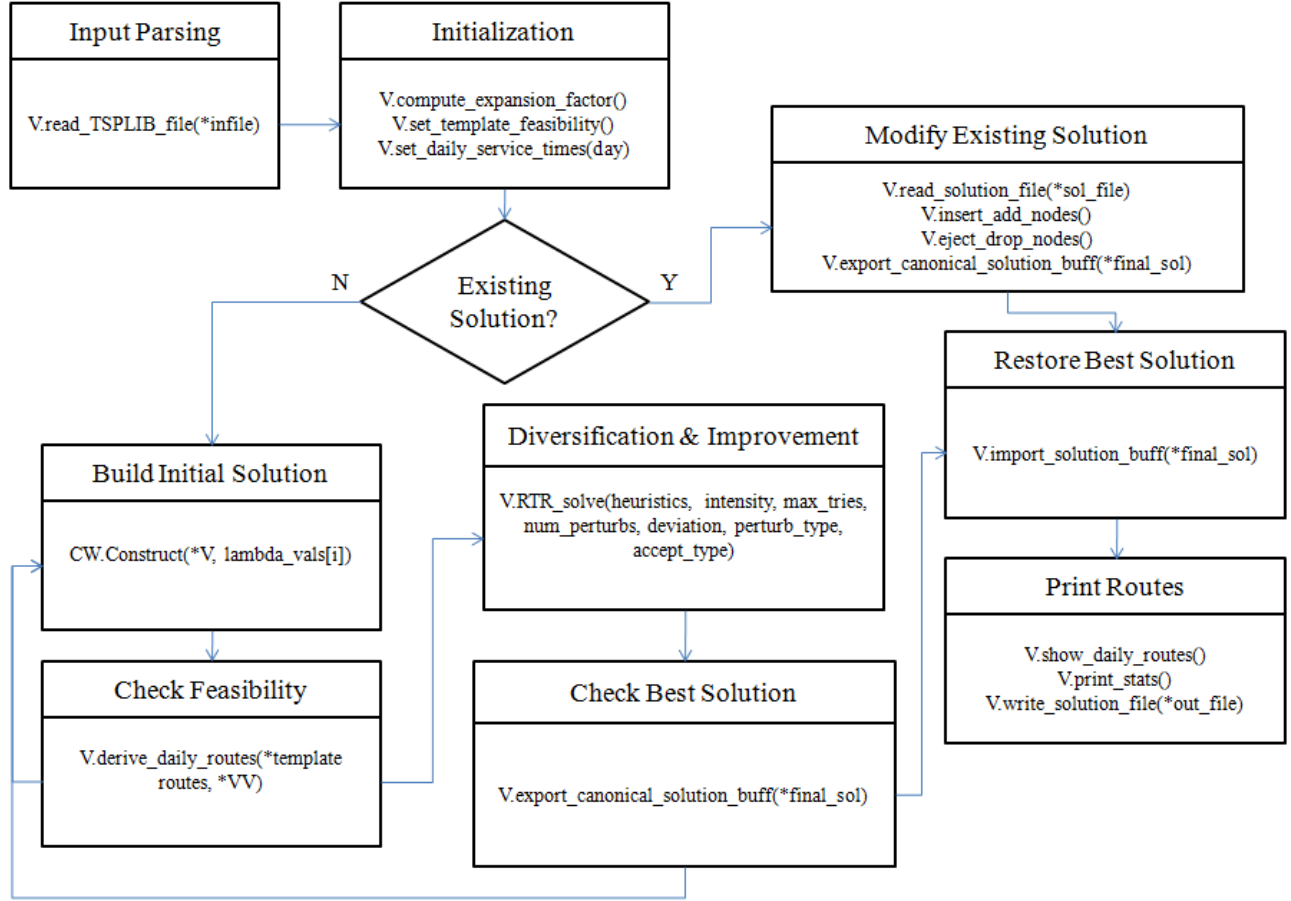 Input Parsing
V.read_TSPLIB_file(*infile)
Initialization
V.compute_expansion_factor()
V.set_template_feasibility()
V.set_daily_service_times(day)
Modify Existing Solution
V.read_solution_file(*sol_file)
V.insert_add_nodes()
V.eject_drop_nodes()
V.export_canonical_solution_buff(*final_sol)
N
Existing
Solution?
Y
Restore Best Solution
V.import_solution_buff(*final_sol)
Build Initial Solution
CW.Construct(*V, lambda_vals[i])
Diversification & Improvement
V.RTR_solve(heuristics, intensity, max_tries,
num_perturbs, deviation, perturb_type,
accept_type)
Print Routes
V.show_daily_routes()
V.print_stats()
V.write_solution_file(*out_file)
Check Feasibility
V.derive_daily_routes(*template
routes, *VV)
Check Best Solution
V.export_canonical_solution_buff(*final_sol)